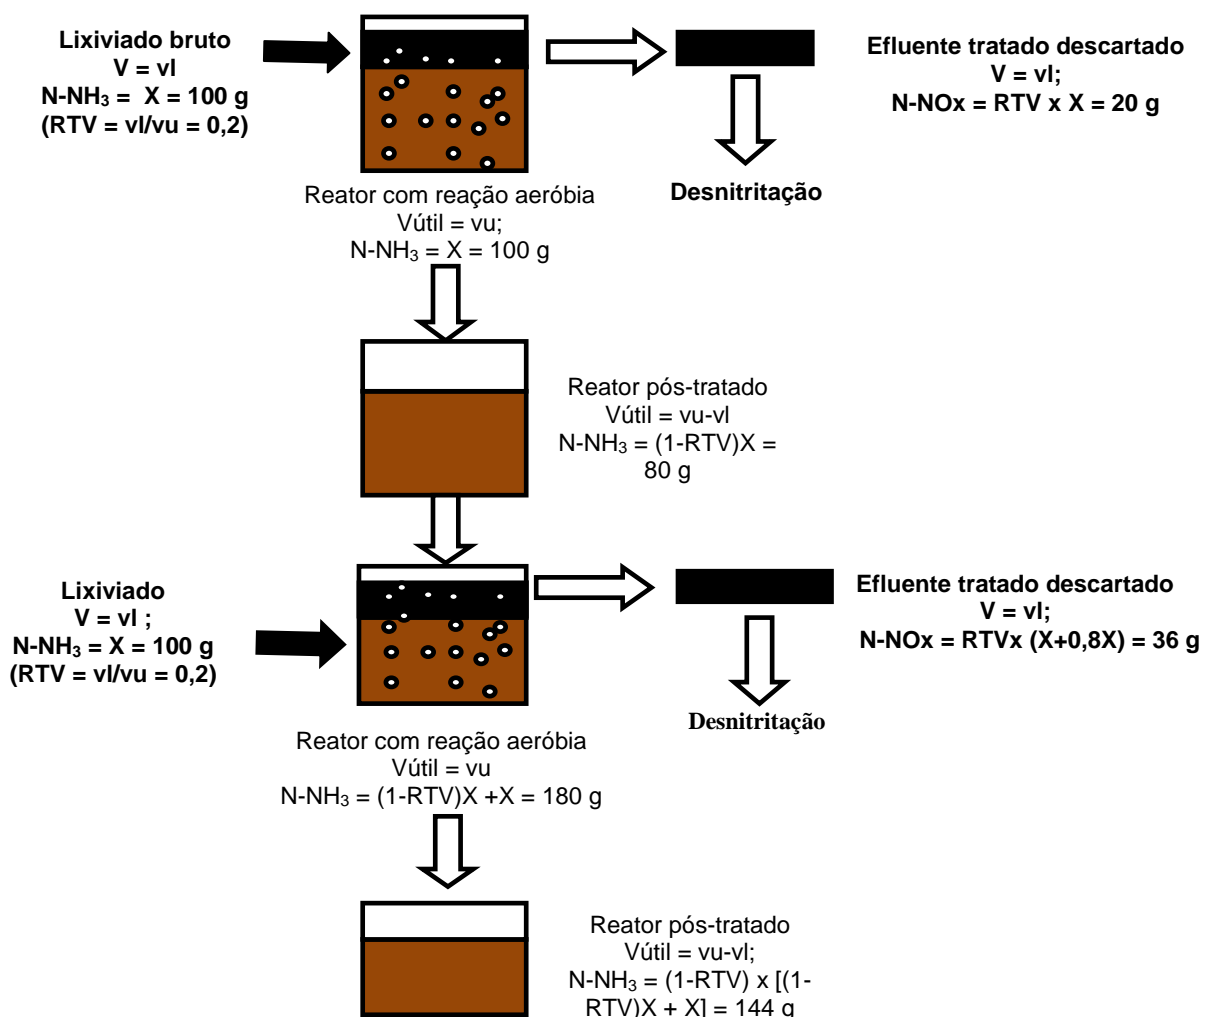 Lixiviado bruto
V = vl
N-NH₃ = X = 100 g
(RTV = vl/vu = 0,2)
Efluente tratado descartado
V = vl;
N-NOx = RTV x X = 20 g
Desnitritação
Reator com reação aeróbia
Vútil = vu;
N-NH₃ = X = 100 g
Reator pós-tratado
Vútil = vu-vl
N-NH₃ = (1-RTV)X =
80 g
Lixiviado
V = vl ;
N-NH₃ = X = 100 g
(RTV = vl/vu = 0,2)
Efluente tratado descartado
V = vl;
N-NOx = RTVx (X+0,8X) = 36 g
Desnitritação
Reator com reação aeróbia
Vútil = vu
N-NH₃ = (1-RTV)X +X = 180 g
Reator pós-tratado
Vútil = vu-vl;
N-NH₃ = (1-RTV) x [(1-
RTV)X + X] = 144 g